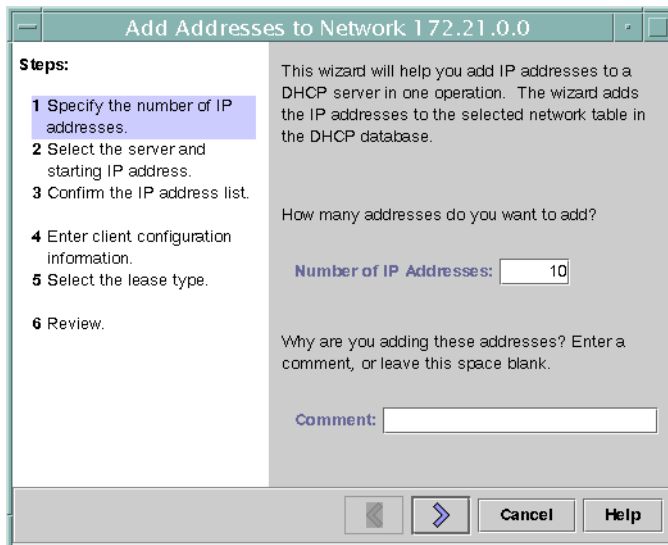 Add Addresses to Network 172.21.0.0
Steps:
1 Specify the number of IP
addresses.
2 Select the server and
starting IP address.
3 Confirm the IP address list.
4 Enter client configuration
information.
5 Select the lease type.
6 Review.
This wizard will help you add IP addresses to a
DHCP server in one operation. The wizard adds
the IP addresses to the selected network table in
the DHCP database.
How many addresses do you want to add?
Number of IP Addresses: 10
Why are you adding these addresses? Enter a
comment, or leave this space blank.
Comment:
Cancel Help